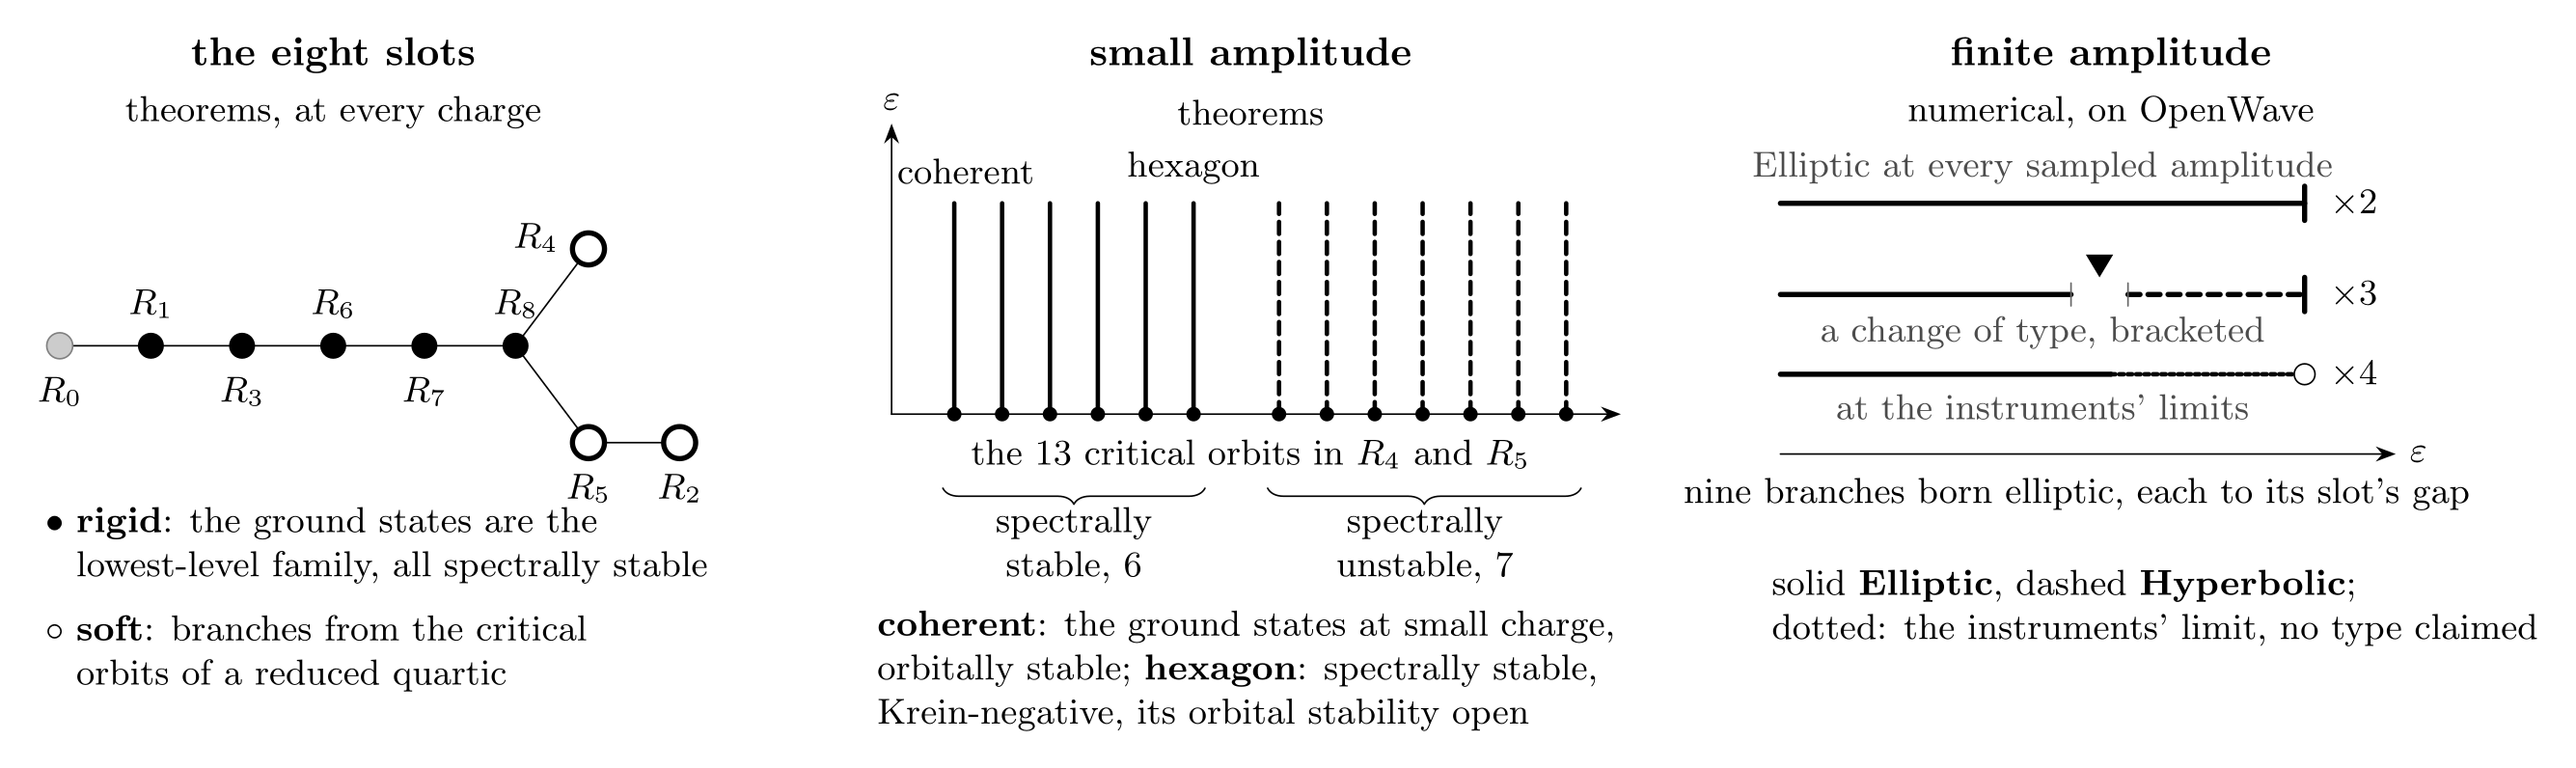 the eight slots
theorems, at every charge
R₄
R₁
R₆
R₈
R₀
R₃
R₇
R₅
R₂
● rigid: the ground states are the
lowest-level family, all spectrally stable
○ soft: branches from the critical
orbits of a reduced quartic
small amplitude
ε
theorems
coherent
hexagon
the 13 critical orbits in R₄ and R₅
spectrally
stable, 6
spectrally
unstable, 7
coherent: the ground states at small charge,
orbitally stable; hexagon: spectrally stable,
Krein-negative, its orbital stability open
finite amplitude
numerical, on OpenWave
Elliptic at every sampled amplitude
×2
×3
a change of type, bracketed
×4
at the instruments' limits
ε
nine branches born elliptic, each to its slot's gap
solid Elliptic, dashed Hyperbolic;
dotted: the instruments' limit, no type claimed